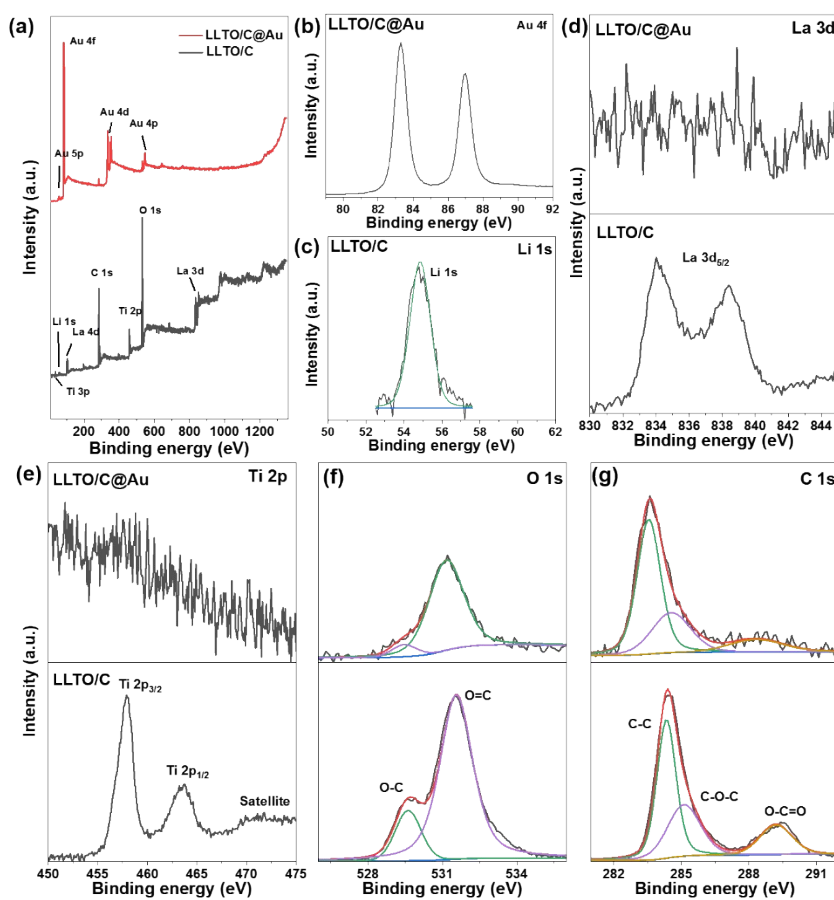 (a)
LLTO/C@Au
LLTO/C
Au 4f
Au 4d
Au 4p
Au 5p
O 1s
C 1s
La 3d
Ti 2p
Li 1s
La 4d
Ti 3p
Intensity (a.u.)
200 400 600 800 1000 1200
Binding energy (eV)
(b)
LLTO/C@Au Au 4f
Intensity (a.u.)
80 82 84 86 88 90 92
Binding energy (eV)
(c)
LLTO/C Li 1s
Li 1s
Intensity (a.u.)
50 52 54 56 58 60 62
Binding energy (eV)
(d)
LLTO/C@Au La 3d
LLTO/C
La 3d5/2
Intensity (a.u.)
830 832 834 836 838 840 842 844
Binding energy (eV)
(e)
LLTO/C@Au Ti 2p
LLTO/C
Ti 2p3/2
Ti 2p1/2
Satellite
Intensity (a.u.)
450 455 460 465 470 475
Binding energy (eV)
(f) O 1s
O=C
O-C
528 531 534
Binding energy (eV)
(g) C 1s
C-C
C-O-C
O-C=O
282 285 288 291
Binding energy (eV)